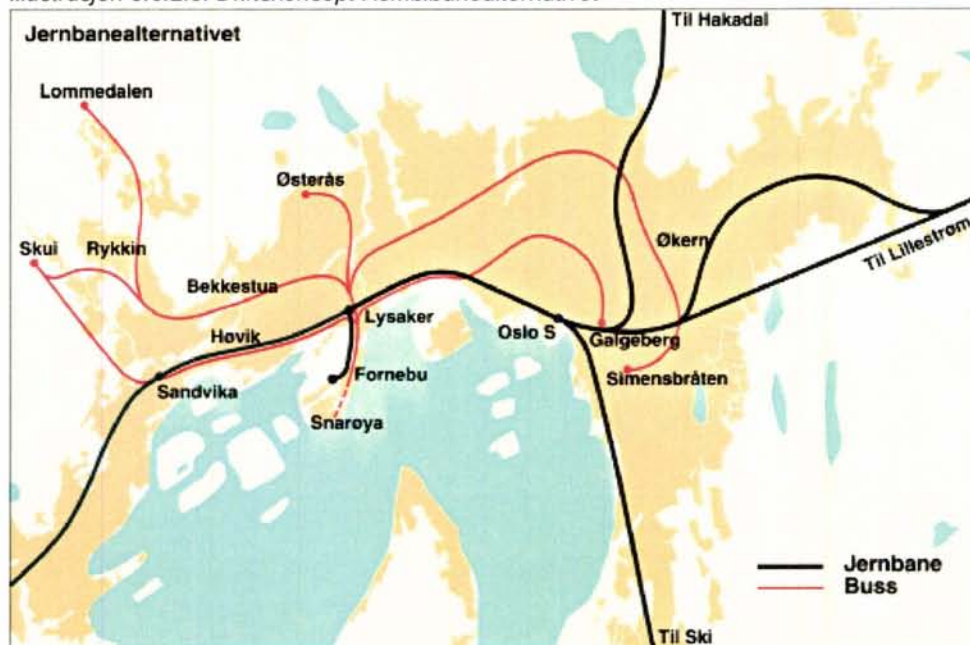 Jernbanealternativet
Til Hakadal
Lommedalen
Østerås
Skui
Rykkin
Økern
Til Lillestrøm
Bekkestua
Lysaker
Høvik
Oslo S
Galgeberg
Fornebu
Simensbråten
Sandvika
Snarøya
Jernbane
Buss
Til Ski